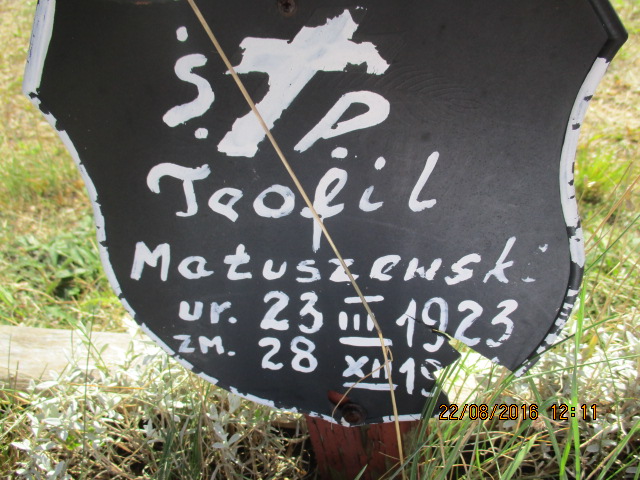 Ś. P.
Teofil
Matuszewski
ur. 23 III 1923
zm. 28 XII 19
22/08/2016 12:11